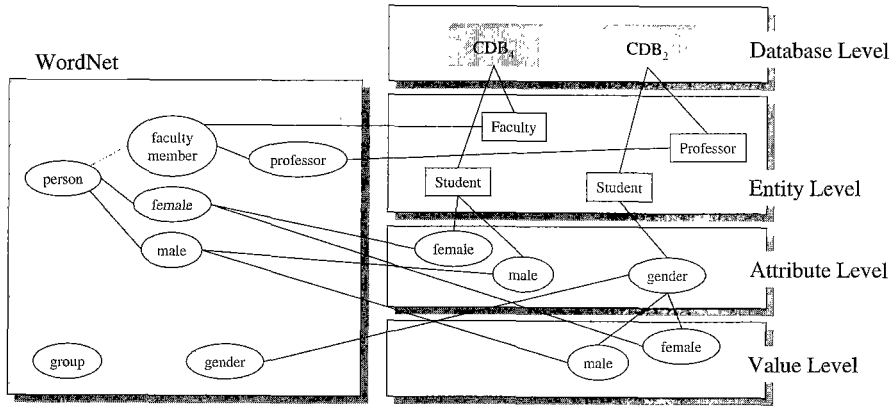 WordNet
CDB4
CDB2
Database Level
faculty
member
professor
Faculty
Professor
person
female
Student
Student
Entity Level
male
female
male
gender
Attribute Level
group
gender
male
female
Value Level